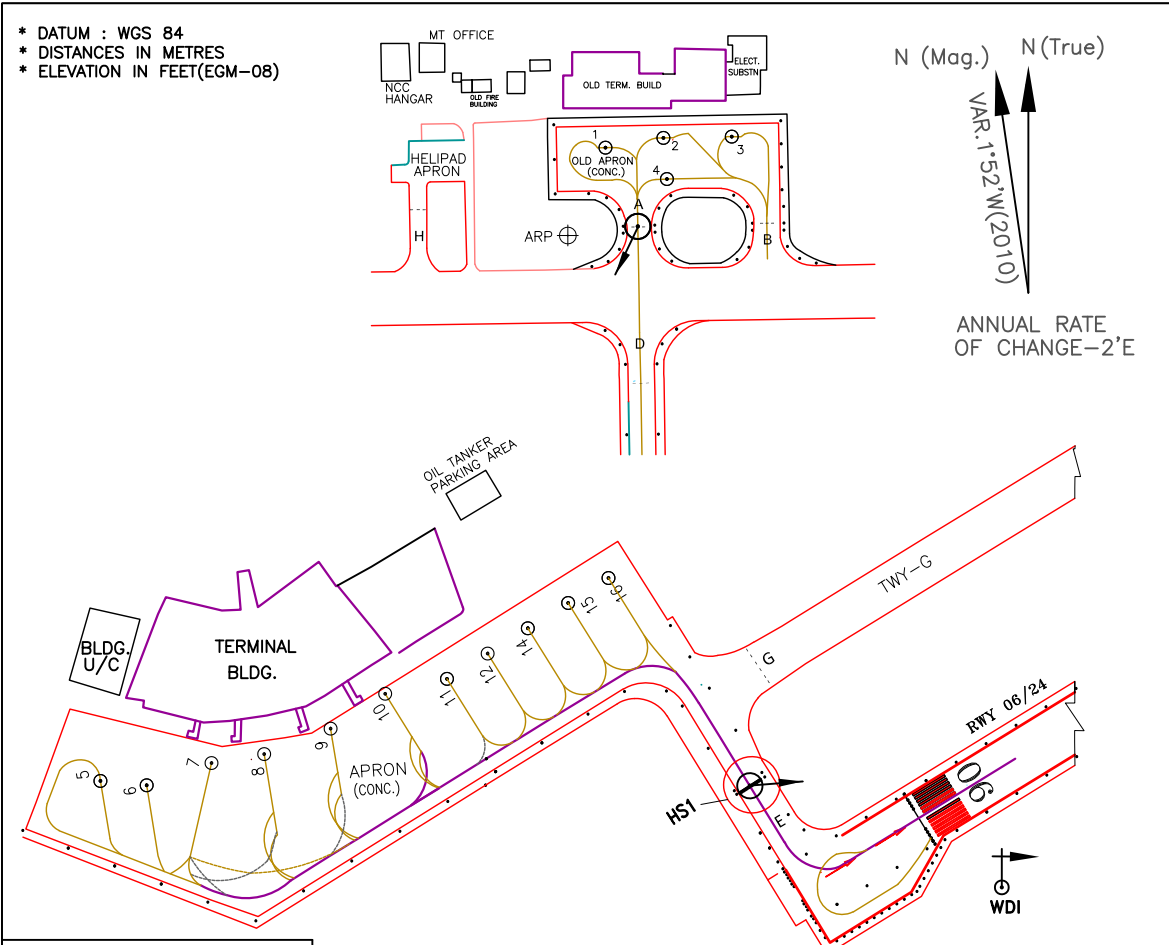 * DATUM : WGS 84
* DISTANCES IN METRES
* ELEVATION IN FEET(EGM-08)
MT OFFICE
NCC
HANGAR
OLD FIRE
BUILDING
OLD TERM. BUILD
ELECT.
SUBSTN
N (Mag.)
N (True)
VAR.1°52'W(2010)
ANNUAL RATE
OF CHANGE-2'E
HELIPAD
APRON
1
2
3
OLD APRON
(CONC.)
4
A
H
ARP
B
D
OIL TANKER
PARKING AREA
TWY-G
BLDG.
U/C
TERMINAL
BLDG.
16
15
14
12
11
10
9
8
7
6
5
APRON
(CONC.)
G
RWY 06/24
06
HS1
E
WDI